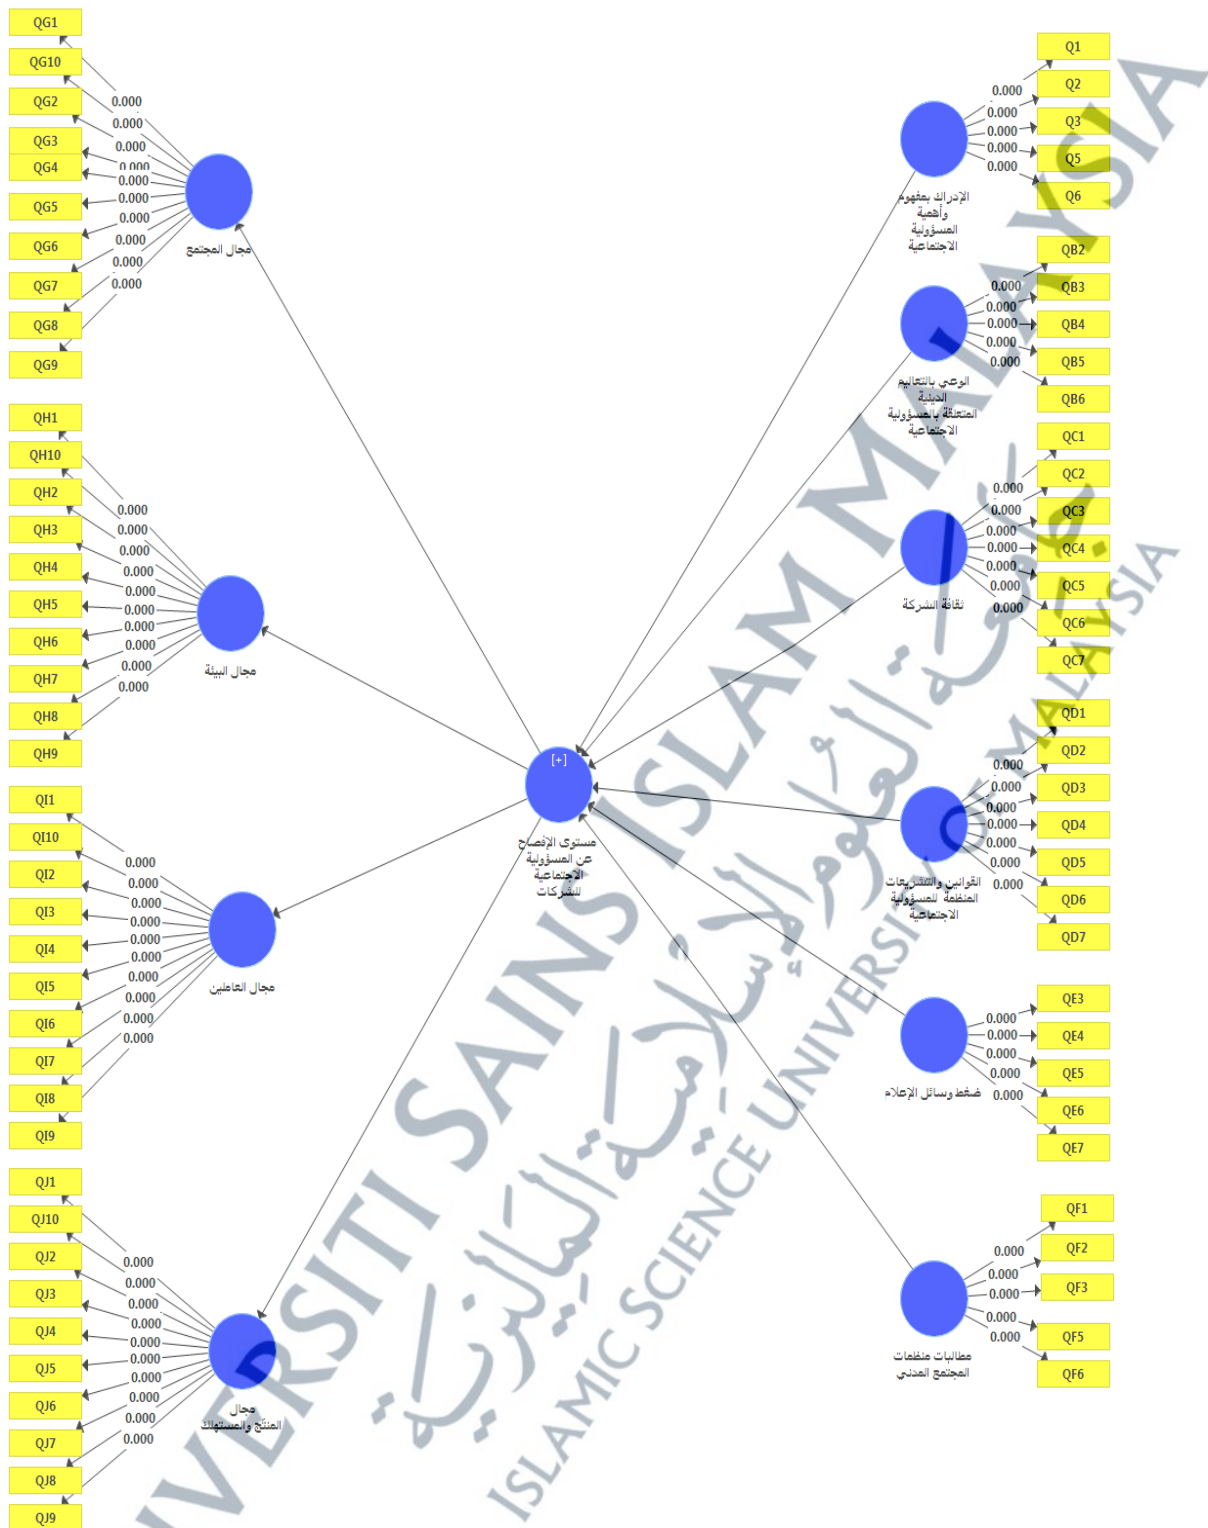 QG1
QG10
QG2
QG3
QG4
QG5
QG6
QG7
QG8
QG9
0.000
0.000
0.000
0.000
0.000
0.000
0.000
0.000
0.000
0.000
مجال المجتمع
QH1
QH10
QH2
QH3
QH4
QH5
QH6
QH7
QH8
QH9
0.000
0.000
0.000
0.000
0.000
0.000
0.000
0.000
0.000
0.000
مجال البيئة
QI1
QI10
QI2
QI3
QI4
QI5
QI6
QI7
QI8
QI9
0.000
0.000
0.000
0.000
0.000
0.000
0.000
0.000
0.000
0.000
مجال العاملين
QJ1
QJ10
QJ2
QJ3
QJ4
QJ5
QJ6
QJ7
QJ8
QJ9
0.000
0.000
0.000
0.000
0.000
0.000
0.000
0.000
0.000
0.000
مجال
المنتج والمستهلك
[+]
مستوى الإفصاح
عن المسؤولية
الاجتماعية
للشركات
Q1
Q2
Q3
Q5
Q6
0.000
0.000
0.000
0.000
0.000
الإدراك بمفهوم
وأهمية
المسؤولية
الاجتماعية
QB2
QB3
QB4
QB5
QB6
0.000
0.000
0.000
0.000
0.000
الوعي بالتعاليم
الدينية
المتعلقة بالمسؤولية
الاجتماعية
QC1
QC2
QC3
QC4
QC5
QC6
QC7
0.000
0.000
0.000
0.000
0.000
0.000
0.000
ثقافة الشركة
QD1
QD2
QD3
QD4
QD5
QD6
QD7
0.000
0.000
0.000
0.000
0.000
0.000
0.000
القوانين والتشريعات
المنظمة للمسؤولية
الاجتماعية
QE3
QE4
QE5
QE6
QE7
0.000
0.000
0.000
0.000
0.000
ضغط وسائل الإعلام
QF1
QF2
QF3
QF5
QF6
0.000
0.000
0.000
0.000
0.000
مطالبات منظمات
المجتمع المدني
VERSITI SAINS ISLAM MALAYSIA
جامعة العلوم الإسلامية الماليزية
ISLAMIC SCIENCE UNIVERSITY OF MALAYSIA